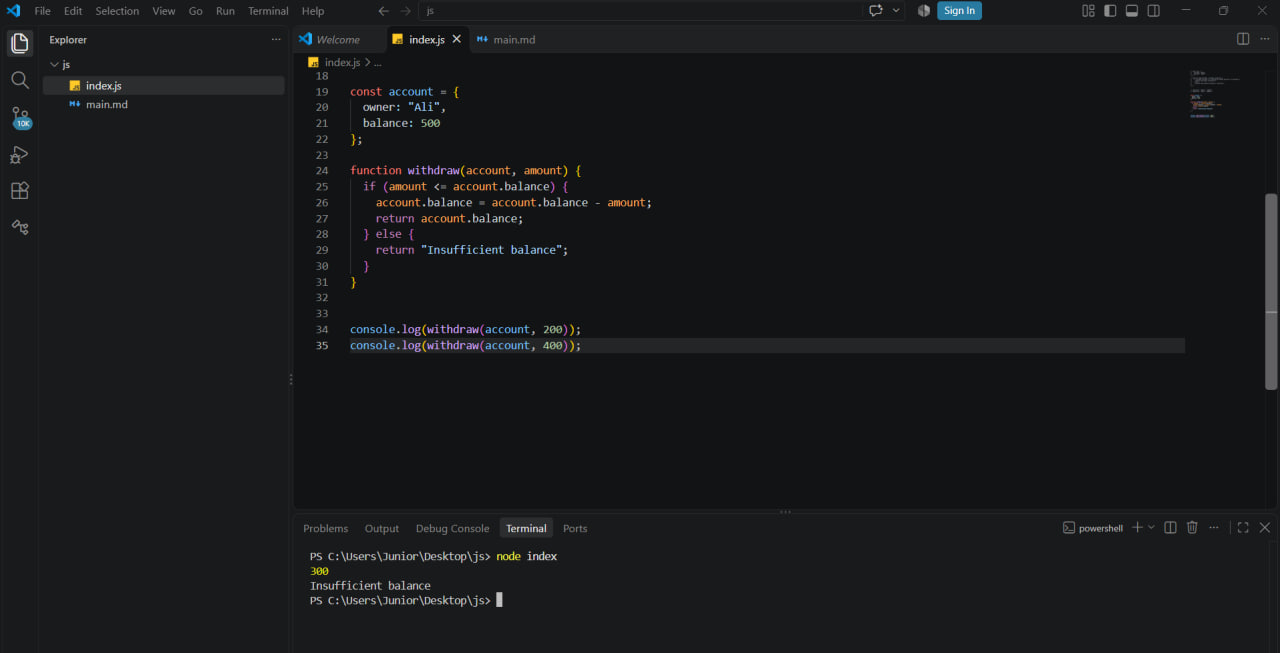 File Edit Selection View Go Run Terminal Help
js
Sign In
Explorer
Welcome
index.js
main.md
js
index.js
main.md
10K
index.js > ...
18
19 const account = {
20 owner: "Ali",
21 balance: 500
22 };
23
24 function withdraw(account, amount) {
25 if (amount <= account.balance) {
26 account.balance = account.balance - amount;
27 return account.balance;
28 } else {
29 return "Insufficient balance";
30 }
31 }
32
33
34 console.log(withdraw(account, 200));
35 console.log(withdraw(account, 400));
Problems Output Debug Console Terminal Ports
powershell
PS C:\Users\Junior\Desktop\js> node index
300
Insufficient balance
PS C:\Users\Junior\Desktop\js>